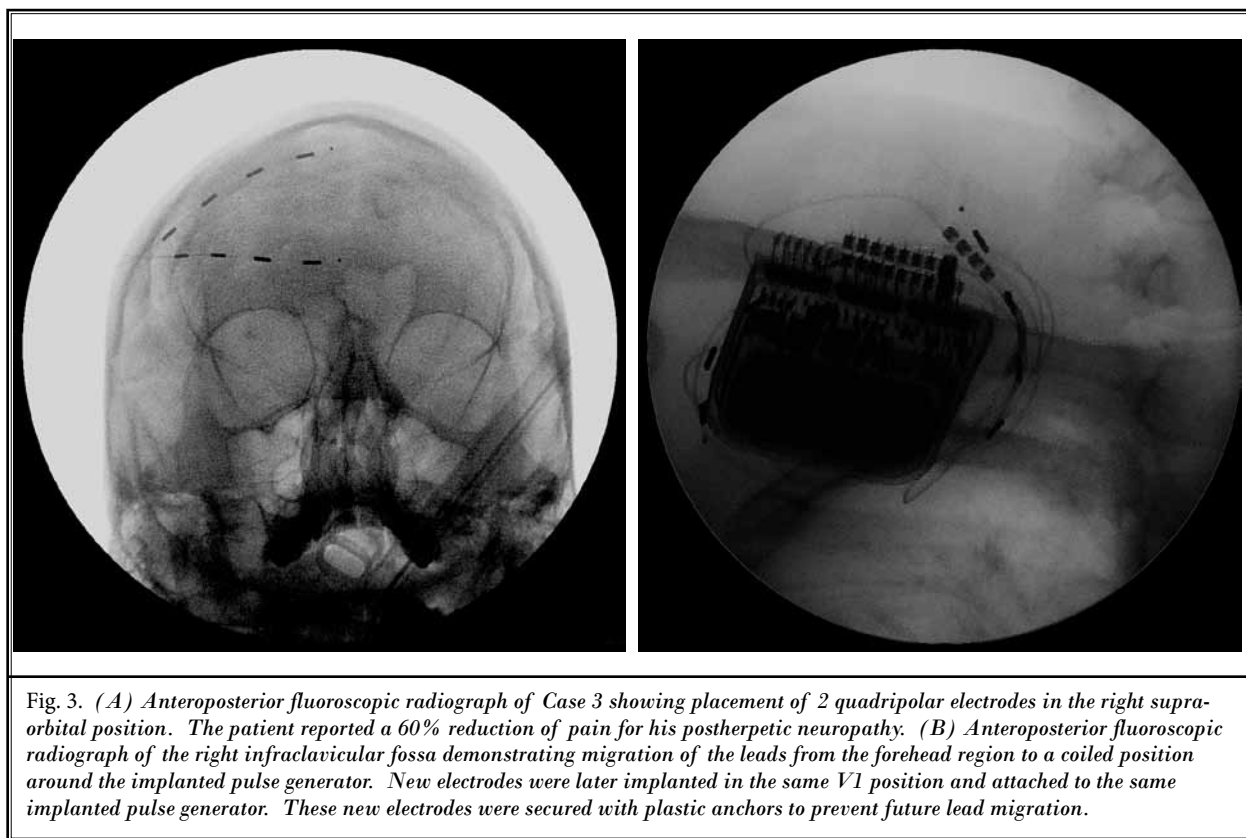 Fig. 3. (A) Anteroposterior fluoroscopic radiograph of Case 3 showing placement of 2 quadripolar electrodes in the right supra-
orbital position. The patient reported a 60% reduction of pain for his postherpetic neuropathy. (B) Anteroposterior fluoroscopic
radiograph of the right infraclavicular fossa demonstrating migration of the leads from the forehead region to a coiled position
around the implanted pulse generator. New electrodes were later implanted in the same V1 position and attached to the same
implanted pulse generator. These new electrodes were secured with plastic anchors to prevent future lead migration.